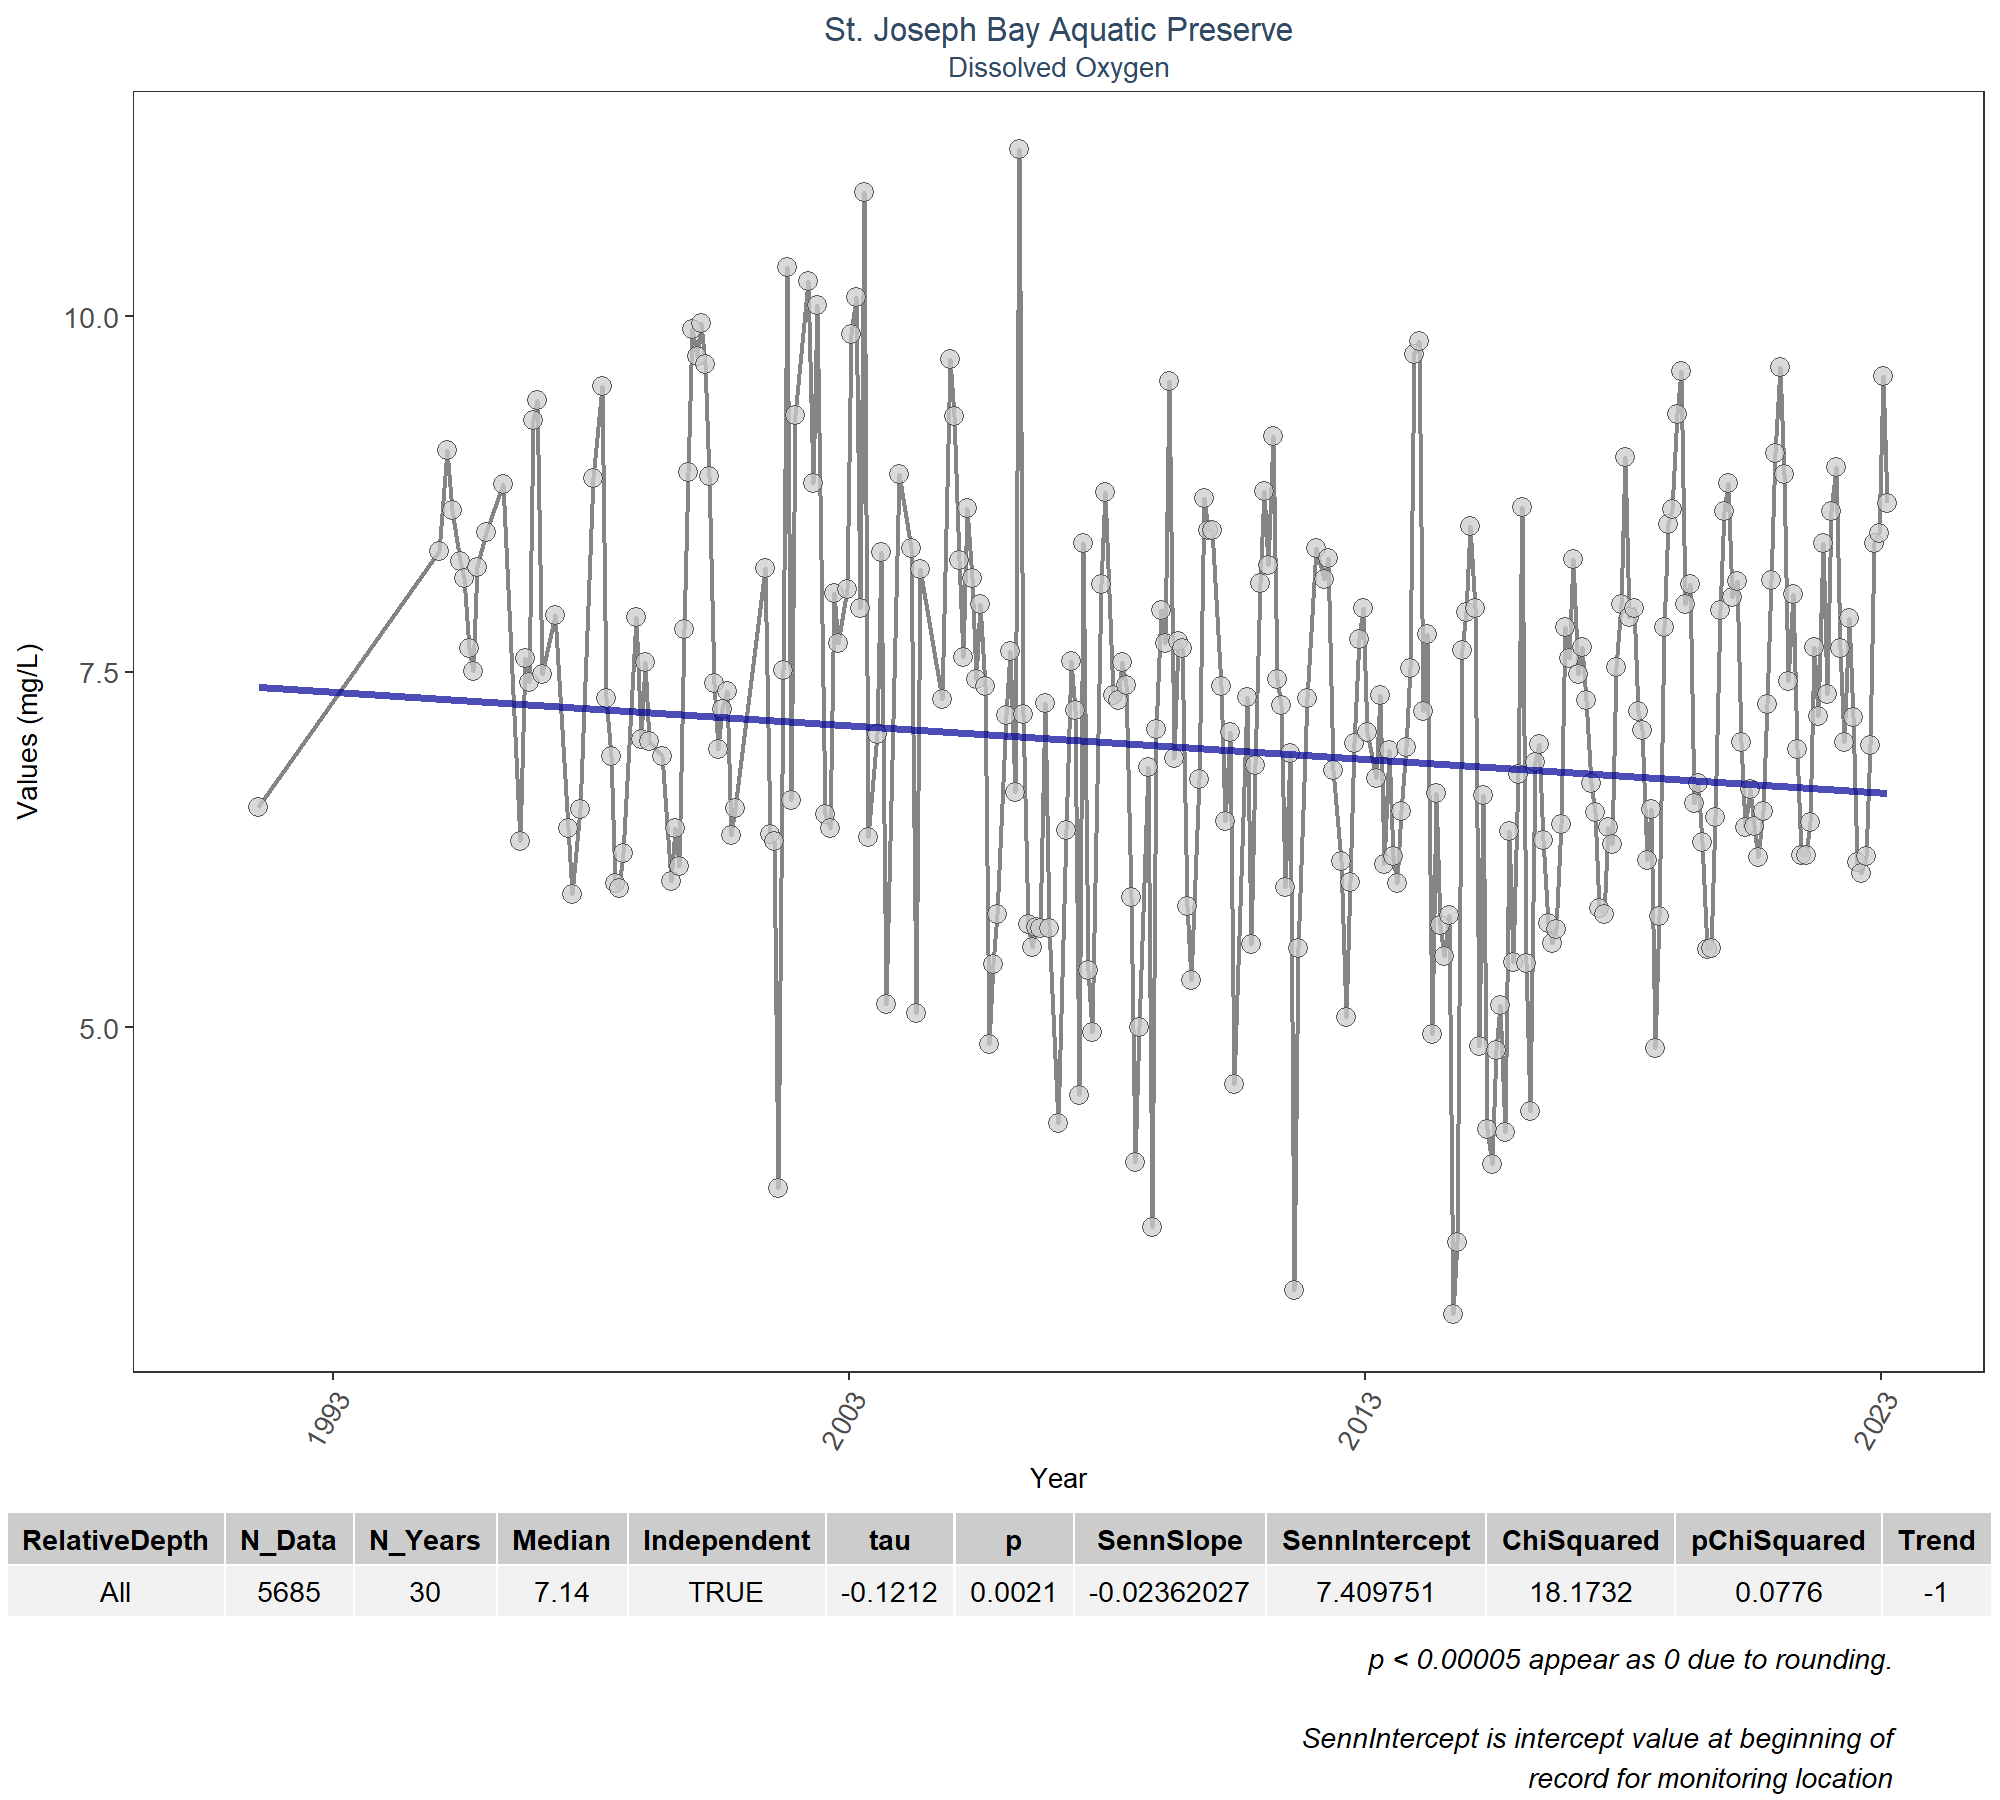 St. Joseph Bay Aquatic Preserve
Dissolved Oxygen
Values (mg/L)
10.0
7.5
5.0
1993 2003 2013 2023
Year
RelativeDepth N_Data N_Years Median Independent tau p SennSlope SennIntercept ChiSquared pChiSquared Trend
All 5685 30 7.14 TRUE -0.1212 0.0021 -0.02362027 7.409751 18.1732 0.0776 -1
p < 0.00005 appear as 0 due to rounding.
SennIntercept is intercept value at beginning of
record for monitoring location